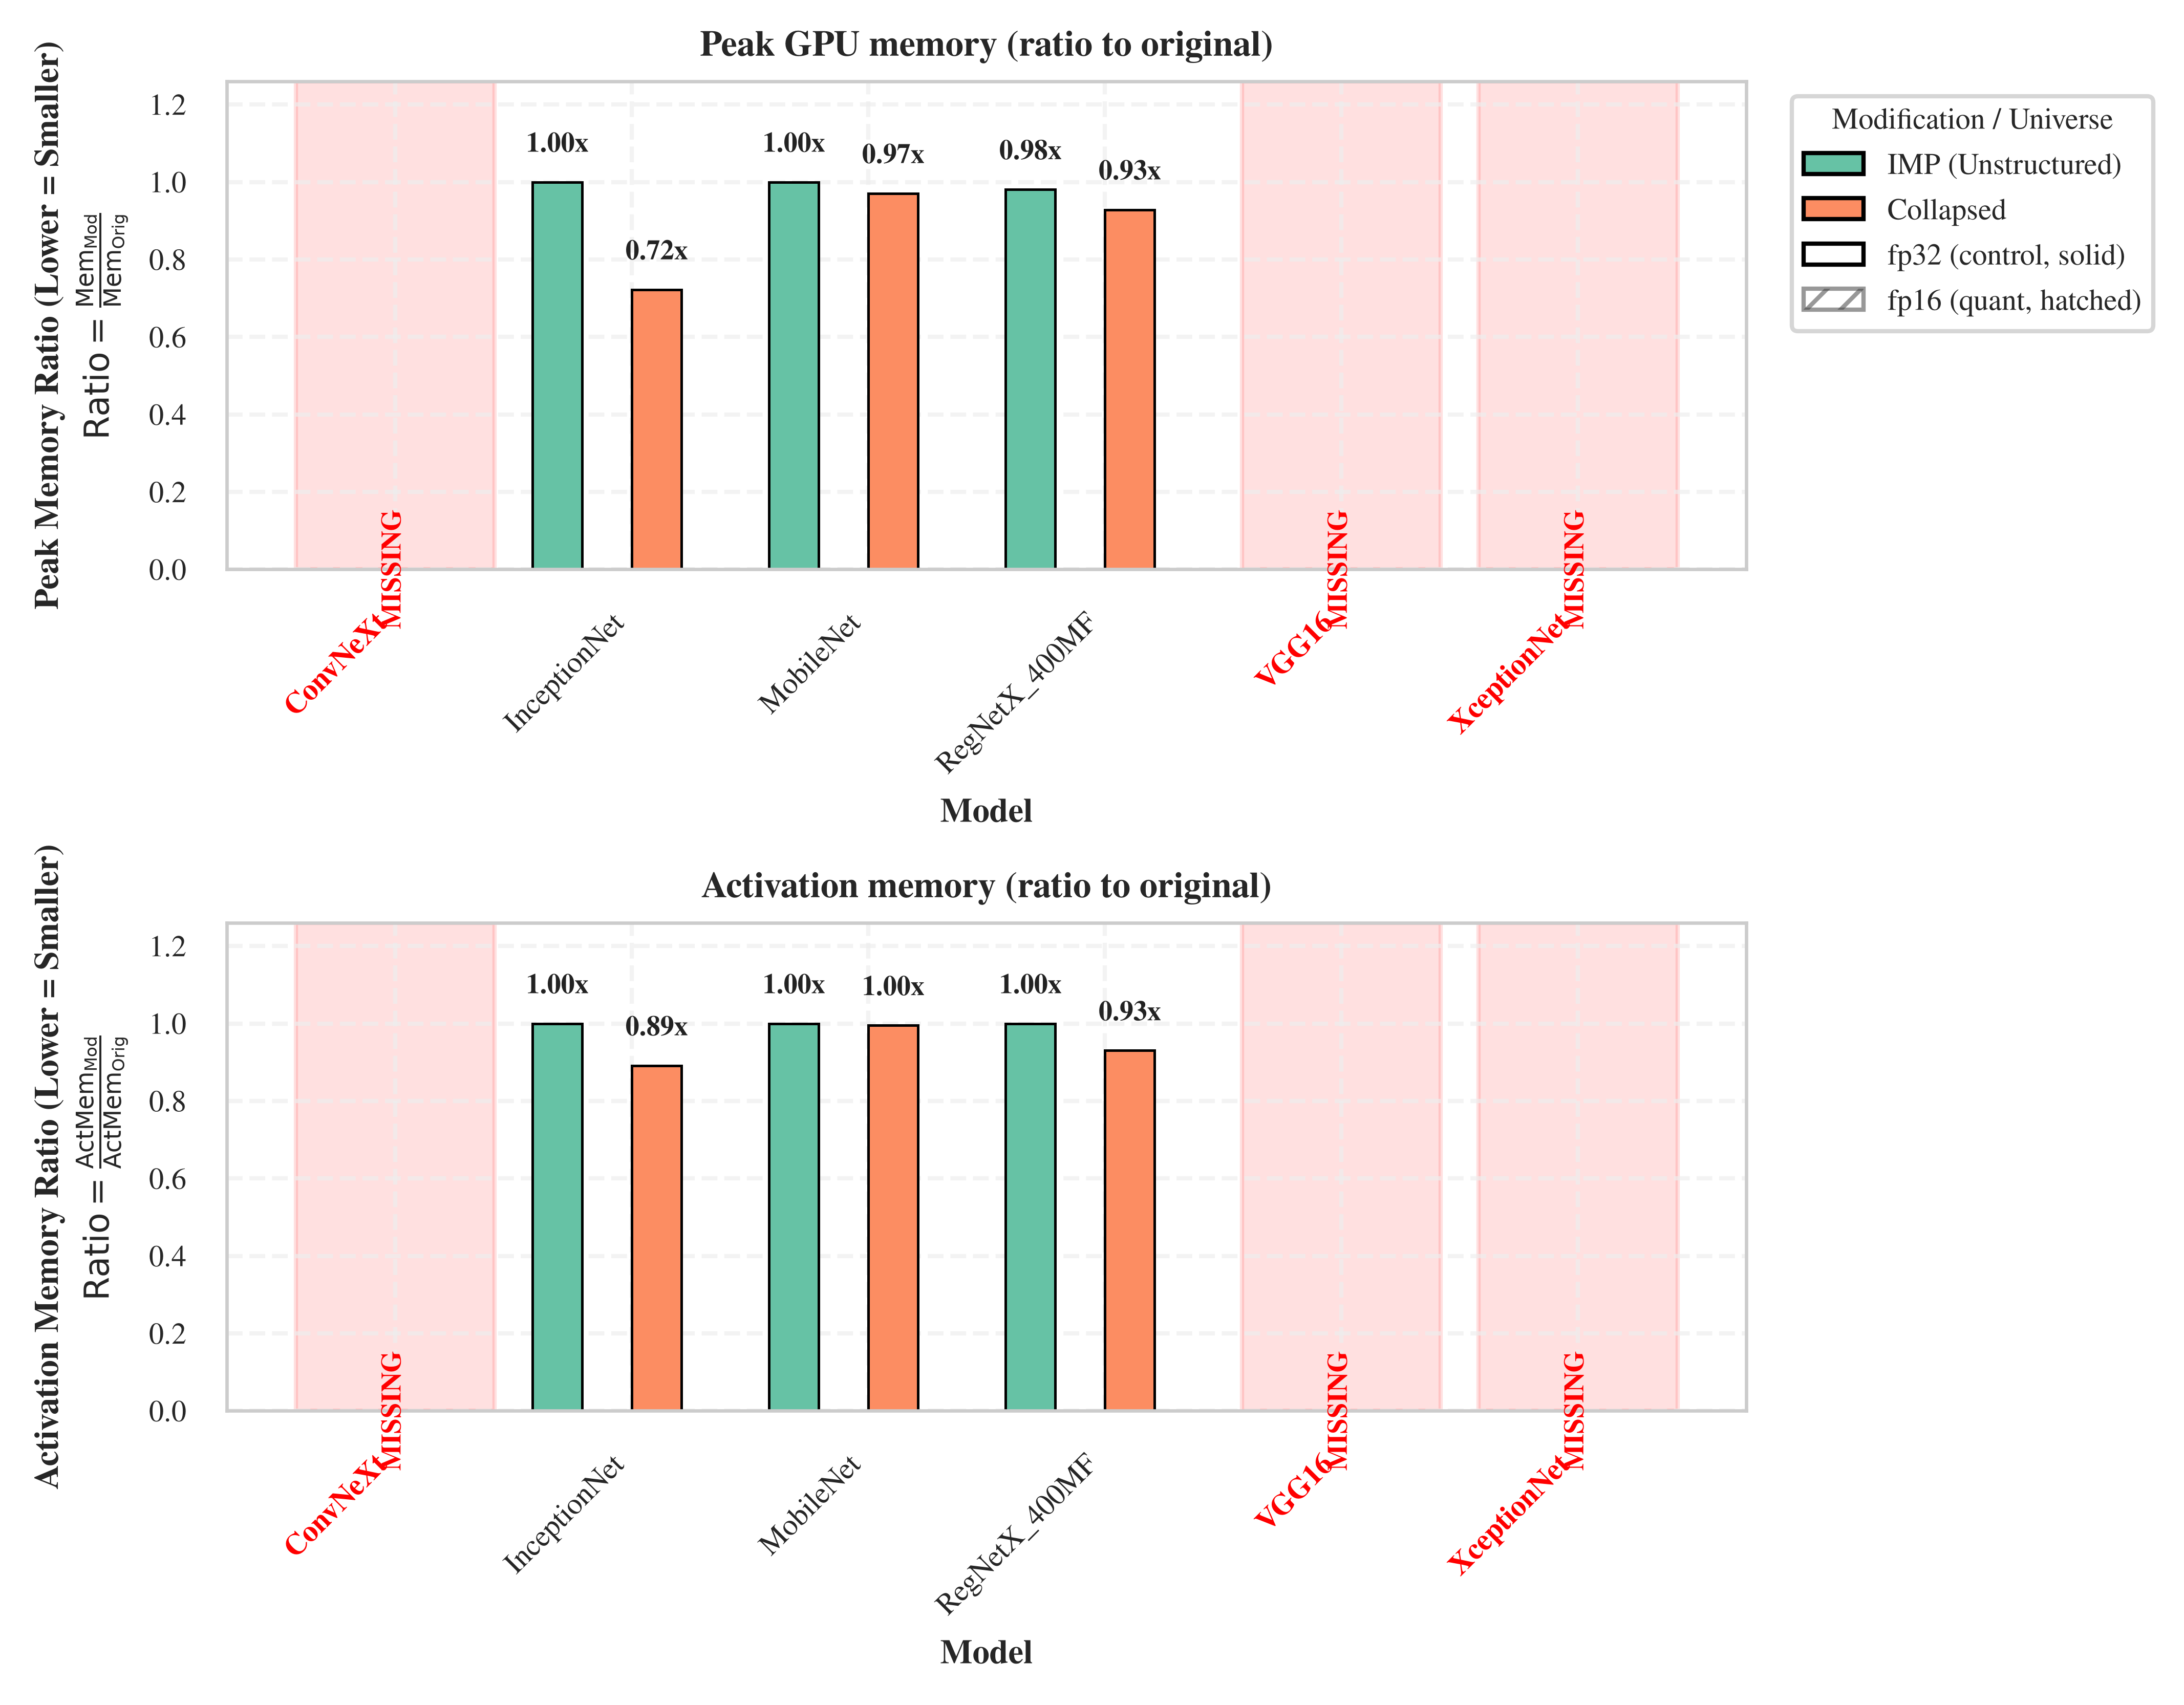 Peak GPU memory (ratio to original)
Peak Memory Ratio (Lower = Smaller)
Ratio = Mem_Mod / Mem_Orig
1.2
1.0
0.8
0.6
0.4
0.2
0.0
1.00x
0.72x
1.00x
0.97x
0.98x
0.93x
MISSING
MISSING
MISSING
ConvNeXt
InceptionNet
MobileNet
RegNetX_400MF
VGG16
XceptionNet
Model
Modification / Universe
IMP (Unstructured)
Collapsed
fp32 (control, solid)
fp16 (quant, hatched)
Activation memory (ratio to original)
Activation Memory Ratio (Lower = Smaller)
Ratio = ActMem_Mod / ActMem_Orig
1.2
1.0
0.8
0.6
0.4
0.2
0.0
1.00x
0.89x
1.00x
1.00x
1.00x
0.93x
MISSING
MISSING
MISSING
ConvNeXt
InceptionNet
MobileNet
RegNetX_400MF
VGG16
XceptionNet
Model